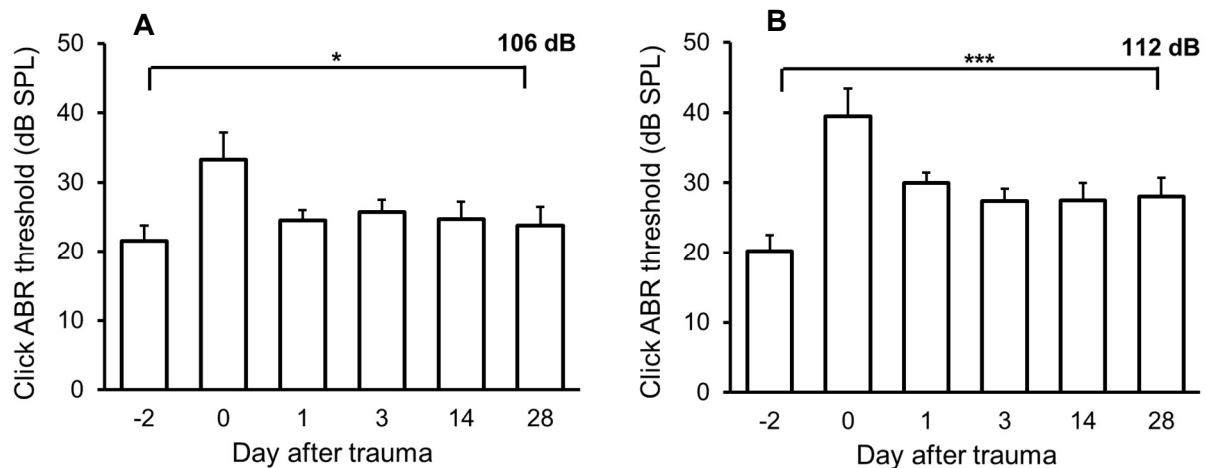 A
106 dB
*
Click ABR threshold (dB SPL)
50
40
30
20
10
0
-2 0 1 3 14 28
Day after trauma
B
112 dB
***
Click ABR threshold (dB SPL)
50
40
30
20
10
0
-2 0 1 3 14 28
Day after trauma